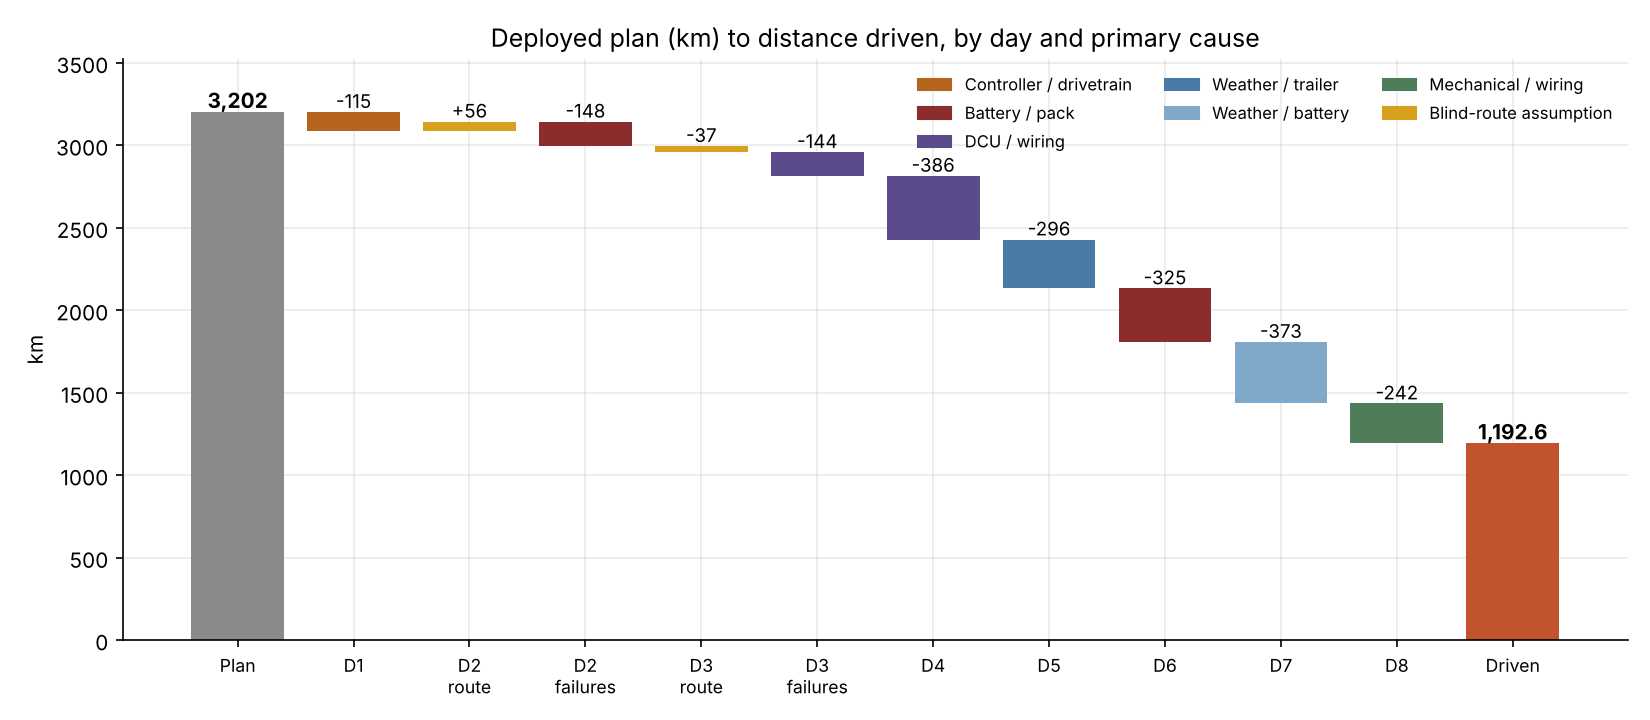 Deployed plan (km) to distance driven, by day and primary cause
Controller / drivetrain
Battery / pack
DCU / wiring
Weather / trailer
Weather / battery
Mechanical / wiring
Blind-route assumption
km
3500
3000
2500
2000
1500
1000
500
0
3,202
-115
+56
-148
-37
-144
-386
-296
-325
-373
-242
1,192.6
Plan
D1
D2
route
D2
failures
D3
route
D3
failures
D4
D5
D6
D7
D8
Driven